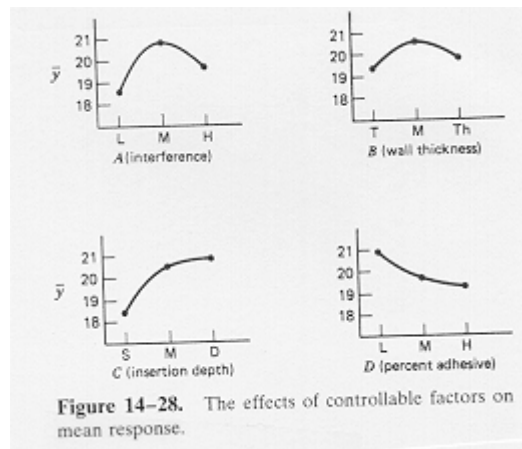 21
20
ȳ
19
18
L M H
A (interference)
21
20
19
18
T M Th
B (wall thickness)
21
20
ȳ
19
18
S M D
C (insertion depth)
21
20
19
18
L M H
D (percent adhesive)
Figure 14–28. The effects of controllable factors on
mean response.